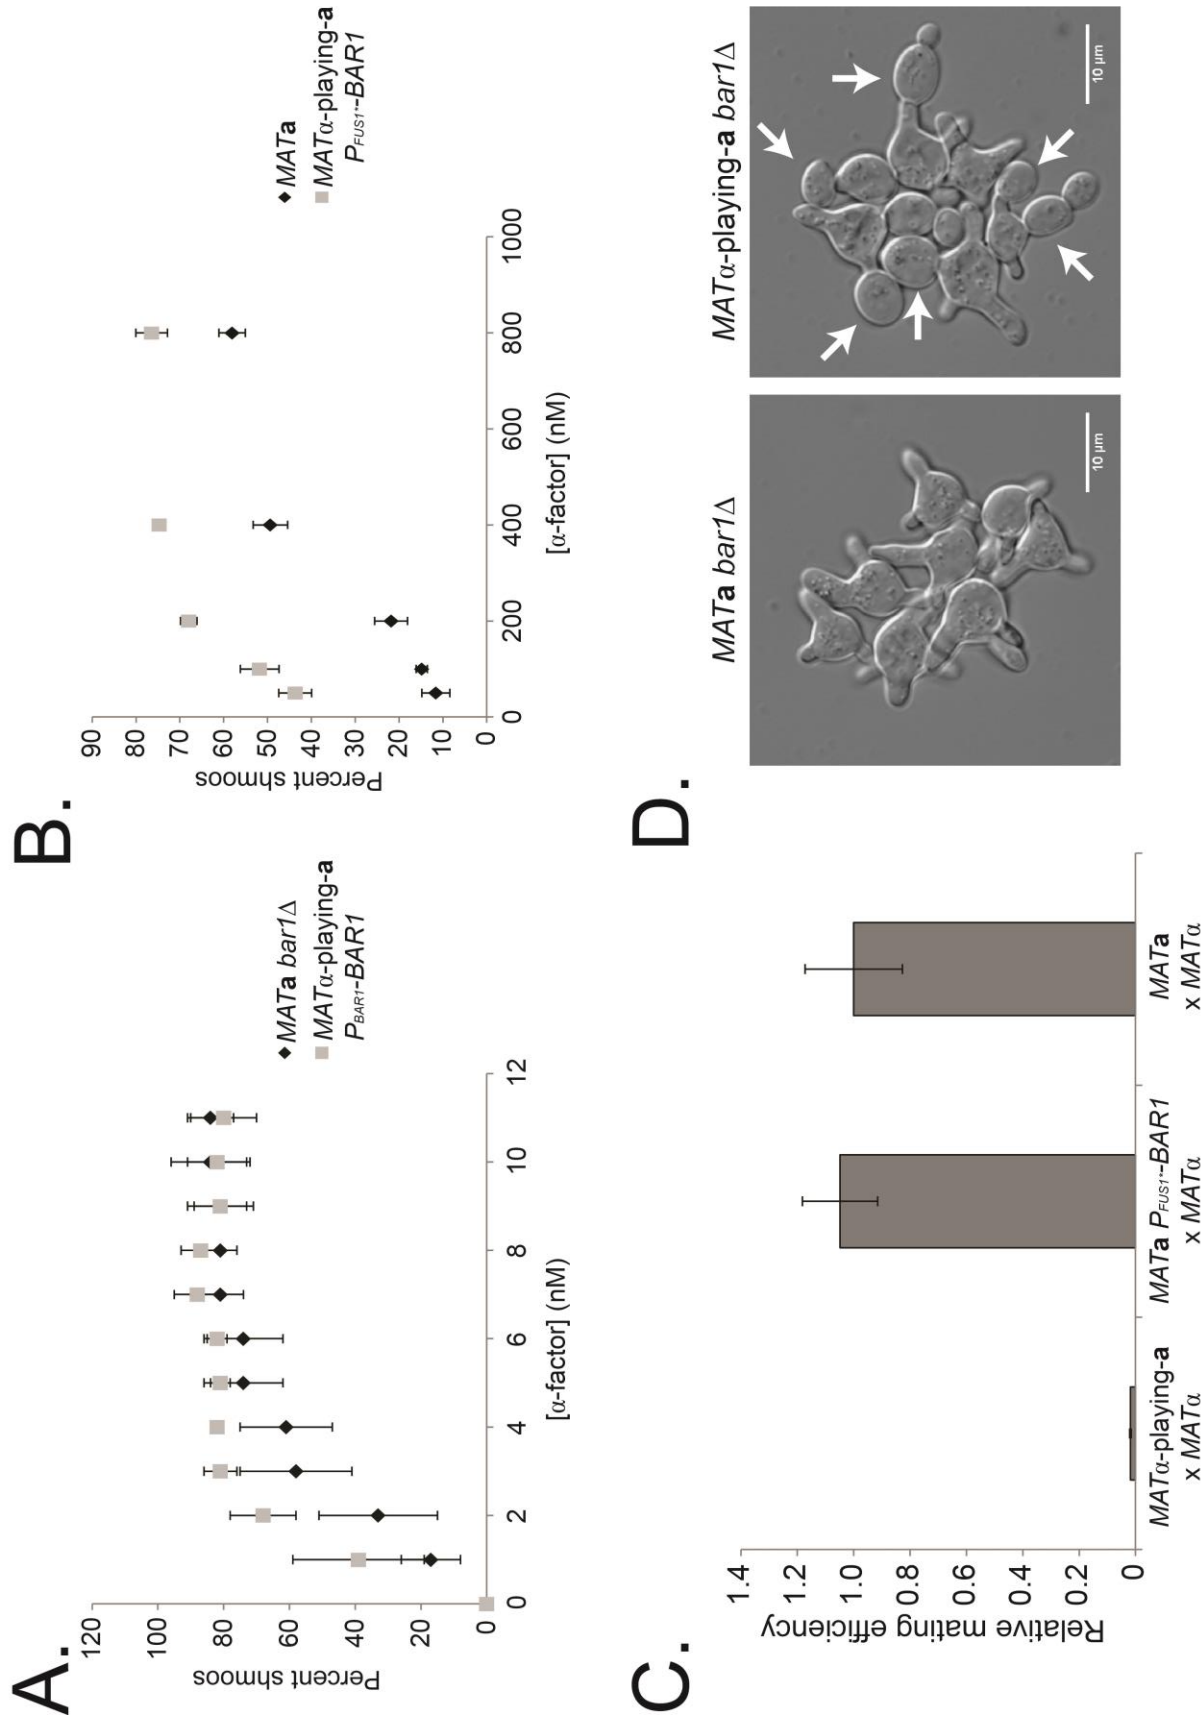 A.
Percent shmoos
120
100
80
60
40
20
0
0 2 4 6 8 10 12
[α-factor] (nM)
MATa bar1Δ
MATα-playing-a
PBAR1-BAR1
B.
Percent shmoos
90
80
70
60
50
40
30
20
10
0
0 200 400 600 800 1000
[α-factor] (nM)
MATa
MATα-playing-a
PFUS1*-BAR1
C.
Relative mating efficiency
1.4
1.2
1.0
0.8
0.6
0.4
0.2
0
MATα-playing-a
x MATα
MATa PFUS1*-BAR1
x MATα
MATa
x MATα
D.
MATa bar1Δ
10 µm
MATα-playing-a bar1Δ
10 µm